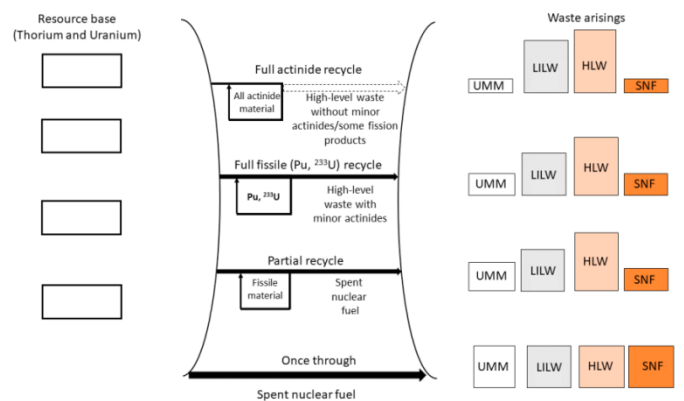 Resource base
(Thorium and Uranium)
Waste arisings
Full actinide recycle
All actinide
material
High-level waste
without minor
actinides/some fission
products
UMM
LILW
HLW
SNF
Full fissile (Pu, ²³³U) recycle
Pu, ²³³U
High-level
waste with
minor actinides
UMM
LILW
HLW
SNF
Partial recycle
Fissile
material
Spent
nuclear
fuel
UMM
LILW
HLW
SNF
Once through
Spent nuclear fuel
UMM
LILW
HLW
SNF